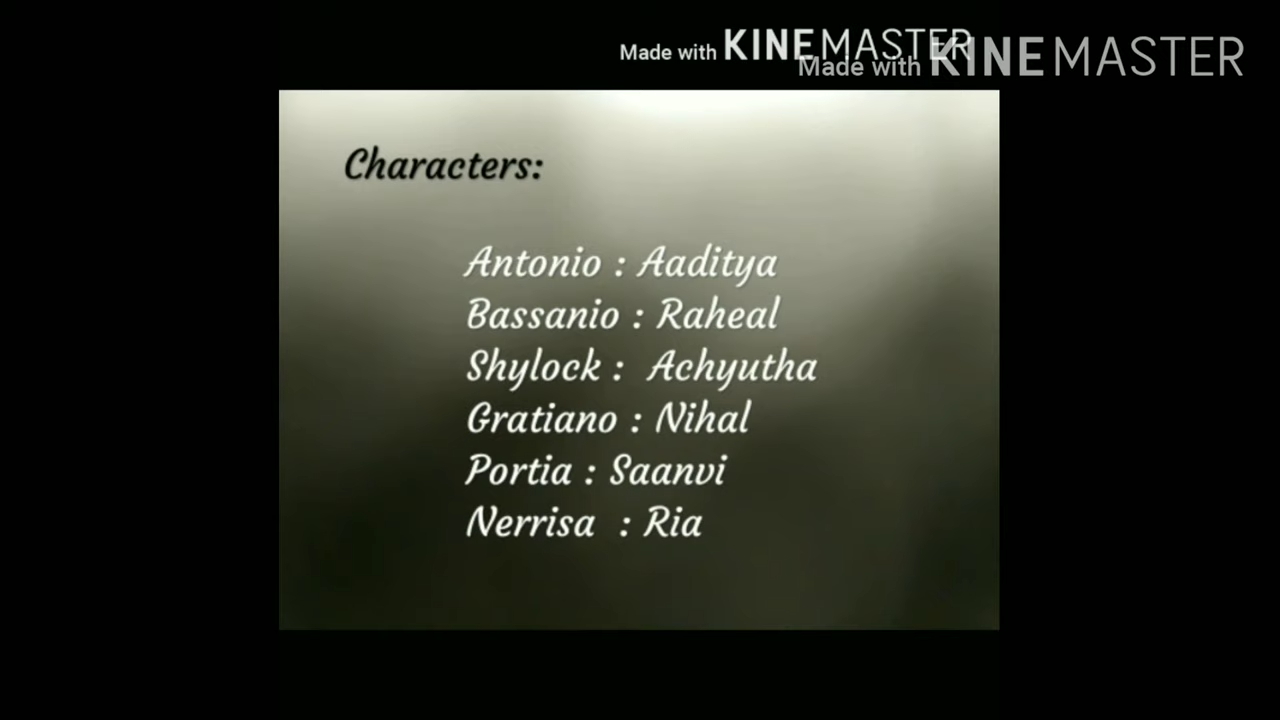 Made with KINEMASTER
Made with KINEMASTER
Characters:
Antonio : Aaditya
Bassanio : Raheal
Shylock : Achyutha
Gratiano : Nihal
Portia : Saanvi
Nerrisa : Ria